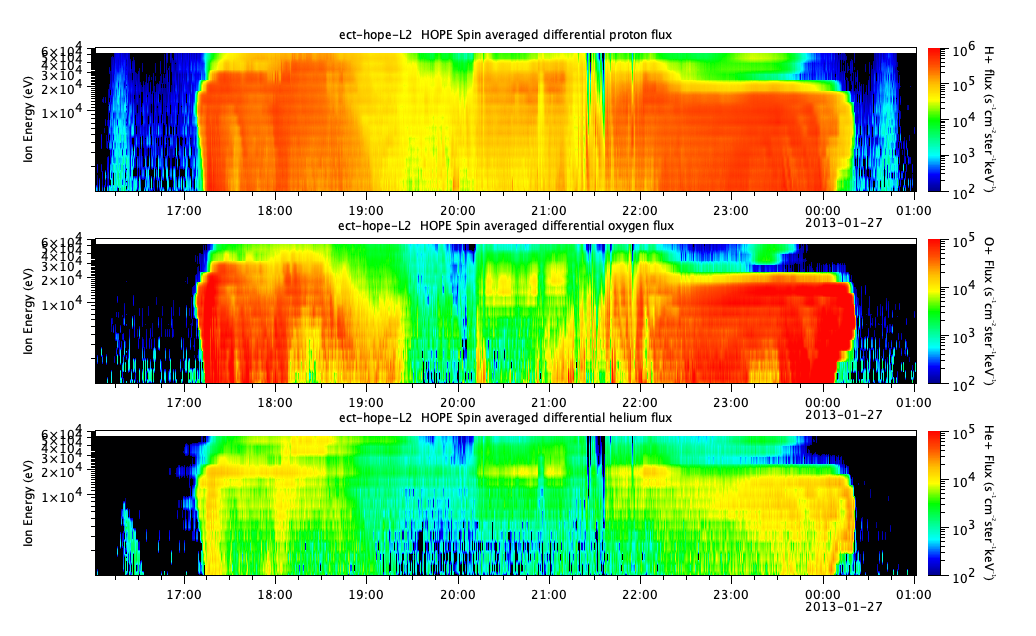 ect-hope-L2 HOPE Spin averaged differential proton flux
Ion Energy (eV)
6×10⁴
5×10⁴
4×10⁴
3×10⁴
2×10⁴
1×10⁴
10⁶
10⁵
10⁴
10³
10²
H+ flux (s⁻¹cm⁻²ster⁻¹keV⁻¹)
17:00 18:00 19:00 20:00 21:00 22:00 23:00 00:00 01:00
2013-01-27
ect-hope-L2 HOPE Spin averaged differential oxygen flux
Ion Energy (eV)
6×10⁴
5×10⁴
4×10⁴
3×10⁴
2×10⁴
1×10⁴
10⁵
10⁴
10³
10²
O+ Flux (s⁻¹cm⁻²ster⁻¹keV⁻¹)
17:00 18:00 19:00 20:00 21:00 22:00 23:00 00:00 01:00
2013-01-27
ect-hope-L2 HOPE Spin averaged differential helium flux
Ion Energy (eV)
6×10⁴
5×10⁴
4×10⁴
3×10⁴
2×10⁴
1×10⁴
10⁵
10⁴
10³
10²
He+ Flux (s⁻¹cm⁻²ster⁻¹keV⁻¹)
17:00 18:00 19:00 20:00 21:00 22:00 23:00 00:00 01:00
2013-01-27